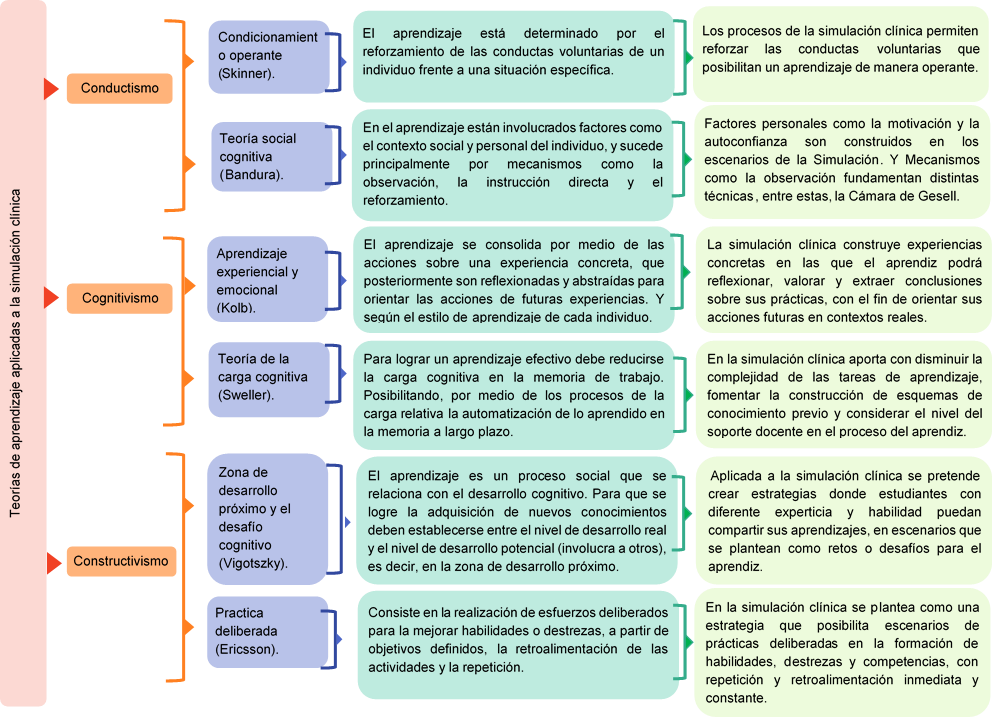 Teorías de aprendizaje aplicadas a la simulación clínica
Conductismo
Condicionamient
o operante
(Skinner).
El aprendizaje está determinado por el
reforzamiento de las conductas voluntarias de un
individuo frente a una situación específica.
Los procesos de la simulación clínica permiten
reforzar las conductas voluntarias que
posibilitan un aprendizaje de manera operante.
Teoría social
cognitiva
(Bandura).
En el aprendizaje están involucrados factores como
el contexto social y personal del individuo, y sucede
principalmente por mecanismos como la
observación, la instrucción directa y el
reforzamiento.
Factores personales como la motivación y la
autoconfianza son construidos en los
escenarios de la Simulación. Y Mecanismos
como la observación fundamentan distintas
técnicas, entre estas, la Cámara de Gesell.
Cognitivismo
Aprendizaje
experiencial y
emocional
(Kolb).
El aprendizaje se consolida por medio de las
acciones sobre una experiencia concreta, que
posteriormente son reflexionadas y abstraídas para
orientar las acciones de futuras experiencias. Y
según el estilo de aprendizaje de cada individuo.
La simulación clínica construye experiencias
concretas en las que el aprendiz podrá
reflexionar, valorar y extraer conclusiones
sobre sus prácticas, con el fin de orientar sus
acciones futuras en contextos reales.
Teoría de la
carga cognitiva
(Sweller).
Para lograr un aprendizaje efectivo debe reducirse
la carga cognitiva en la memoria de trabajo.
Posibilitando, por medio de los procesos de la
carga relativa la automatización de lo aprendido en
la memoria a largo plazo.
En la simulación clínica aporta con disminuir la
complejidad de las tareas de aprendizaje,
fomentar la construcción de esquemas de
conocimiento previo y considerar el nivel del
soporte docente en el proceso del aprendiz.
Constructivismo
Zona de
desarrollo
próximo y el
desafío
cognitivo
(Vigotszky).
El aprendizaje es un proceso social que se
relaciona con el desarrollo cognitivo. Para que se
logre la adquisición de nuevos conocimientos
deben establecerse entre el nivel de desarrollo real
y el nivel de desarrollo potencial (involucra a otros),
es decir, en la zona de desarrollo próximo.
Aplicada a la simulación clínica se pretende
crear estrategias donde estudiantes con
diferente experticia y habilidad puedan
compartir sus aprendizajes, en escenarios que
se plantean como retos o desafíos para el
aprendiz.
Practica
deliberada
(Ericsson).
Consiste en la realización de esfuerzos deliberados
para la mejorar habilidades o destrezas, a partir de
objetivos definidos, la retroalimentación de las
actividades y la repetición.
En la simulación clínica se plantea como una
estrategia que posibilita escenarios de
prácticas deliberadas en la formación de
habilidades, destrezas y competencias, con
repetición y retroalimentación inmediata y
constante.